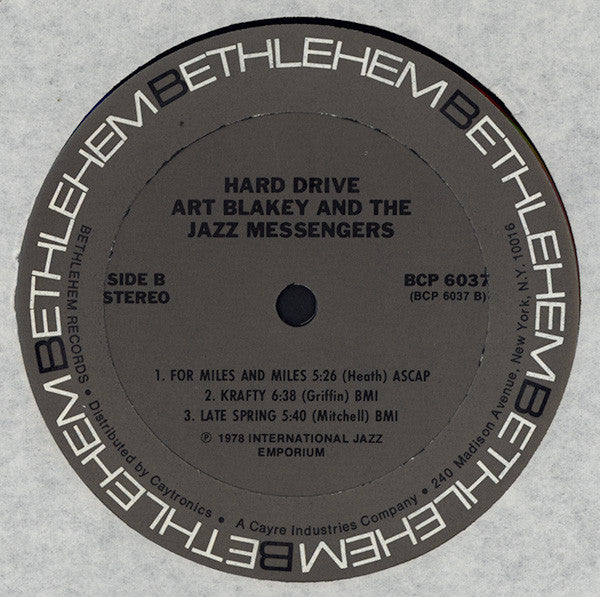 BETHLEHEM BETHLEHEM BETHLEHEM BETHLEHEM BETHLEHEM BETHLEHEM
HARD DRIVE
ART BLAKEY AND THE
JAZZ MESSENGERS
SIDE B
STEREO
BCP 6037
(BCP 6037 B)
1. FOR MILES AND MILES 5:26 (Heath) ASCAP
2. KRAFTY 6:38 (Griffin) BMI
3. LATE SPRING 5:40 (Mitchell) BMI
℗ 1978 INTERNATIONAL JAZZ
EMPORIUM
BETHLEHEM RECORDS • Distributed by Caytronics • A Cayre Industries Company • 240 Madison Avenue, New York, N.Y. 10016